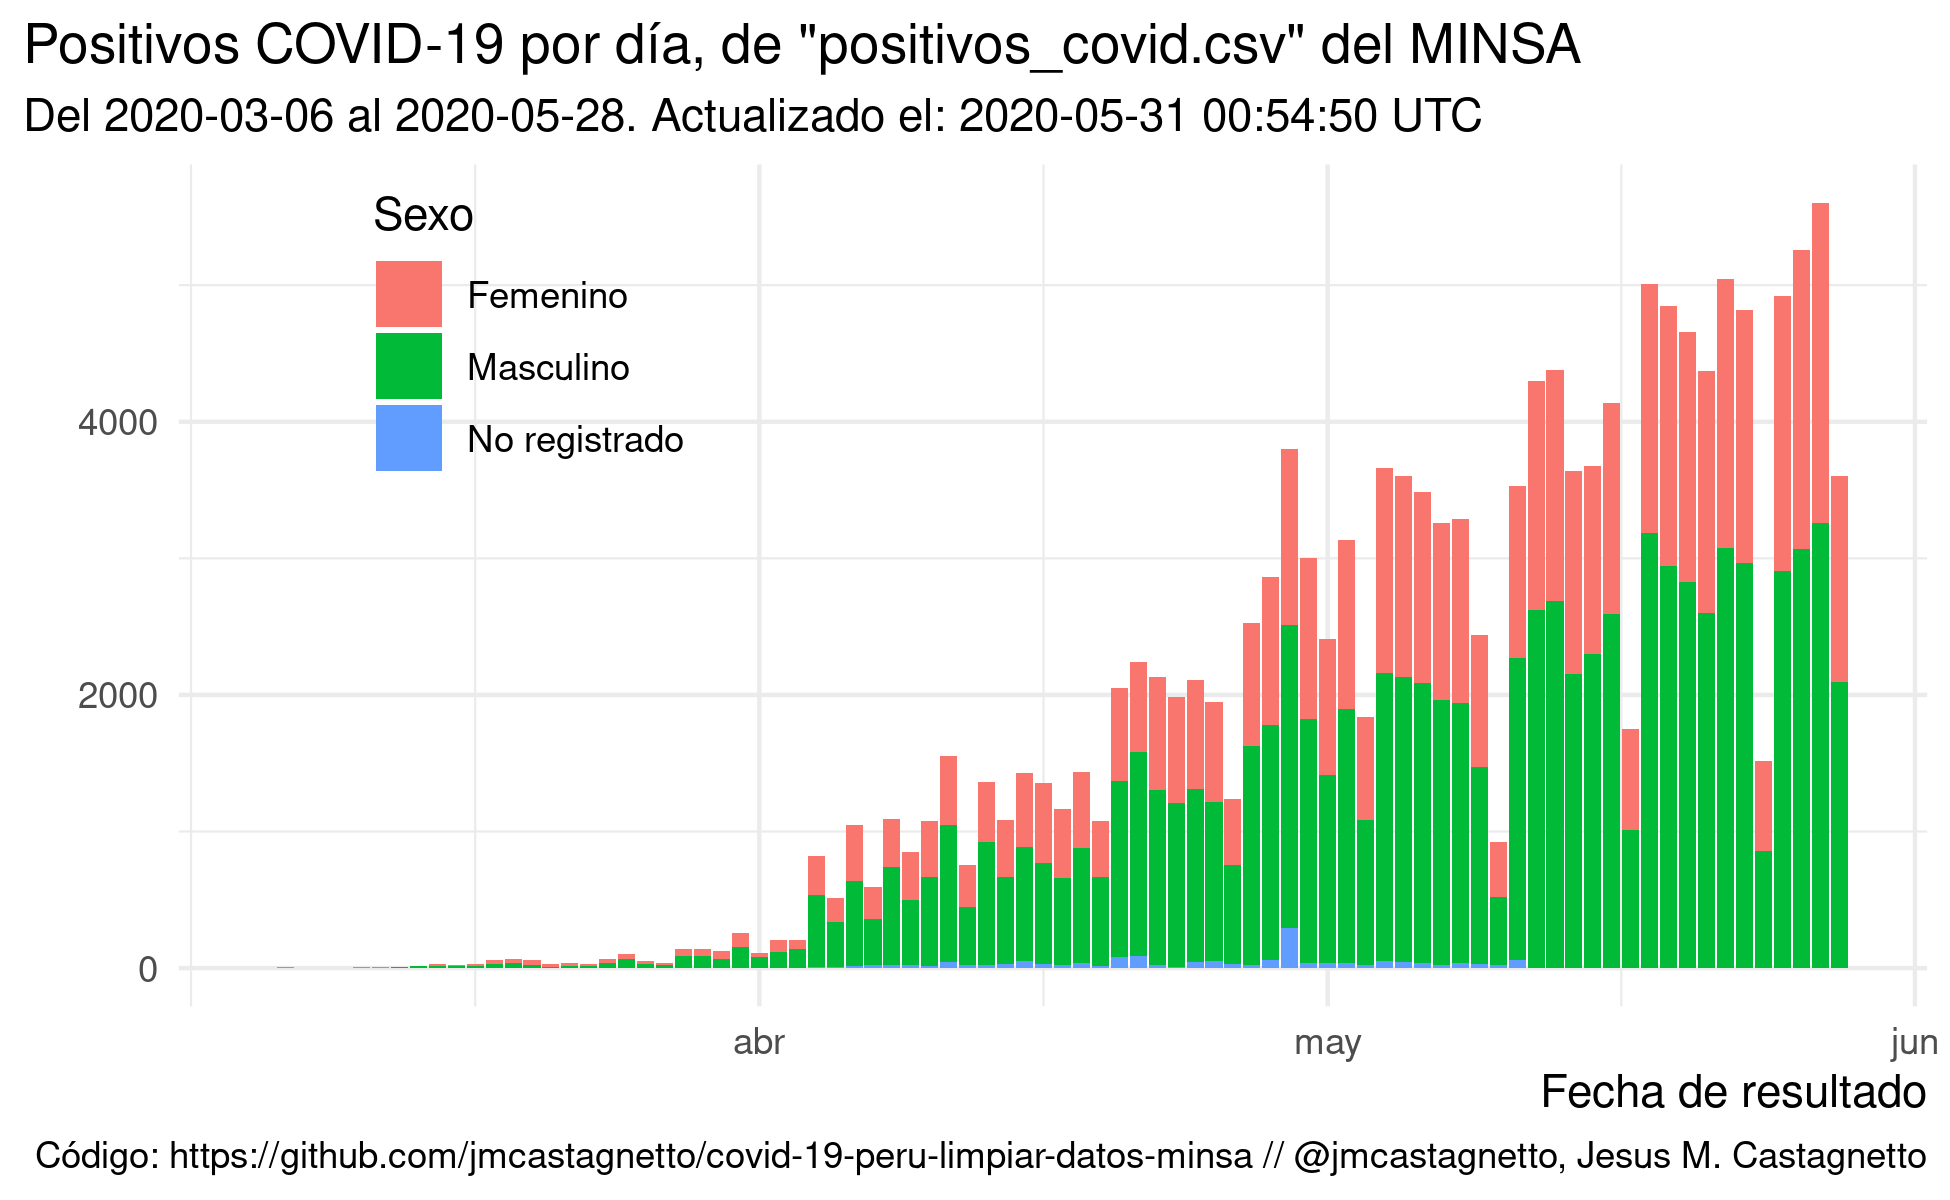 Positivos COVID-19 por día, de "positivos_covid.csv" del MINSA
Del 2020-03-06 al 2020-05-28. Actualizado el: 2020-05-31 00:54:50 UTC
Sexo
Femenino
Masculino
No registrado
4000
2000
0
abr may jun
Fecha de resultado
Código: https://github.com/jmcastagnetto/covid-19-peru-limpiar-datos-minsa // @jmcastagnetto, Jesus M. Castagnetto